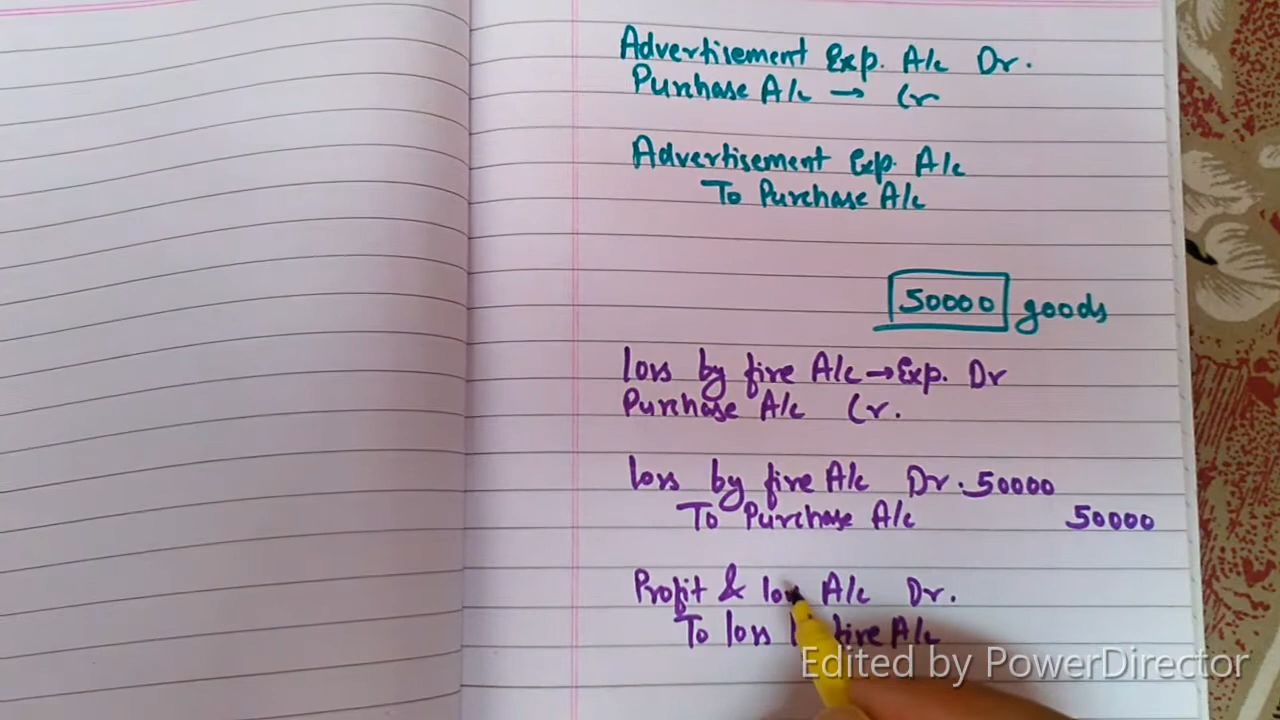 Advertisement Exp. A/c Dr.
Purchase A/c → Cr
Advertisement Exp. A/c
To Purchase A/c
50000 goods
loss by fire A/c → Exp. Dr
Purchase A/c Cr.
loss by fire A/c Dr. 50000
To Purchase A/c 50000
Profit & loss A/c Dr.
To loss fire A/c
Edited by PowerDirector